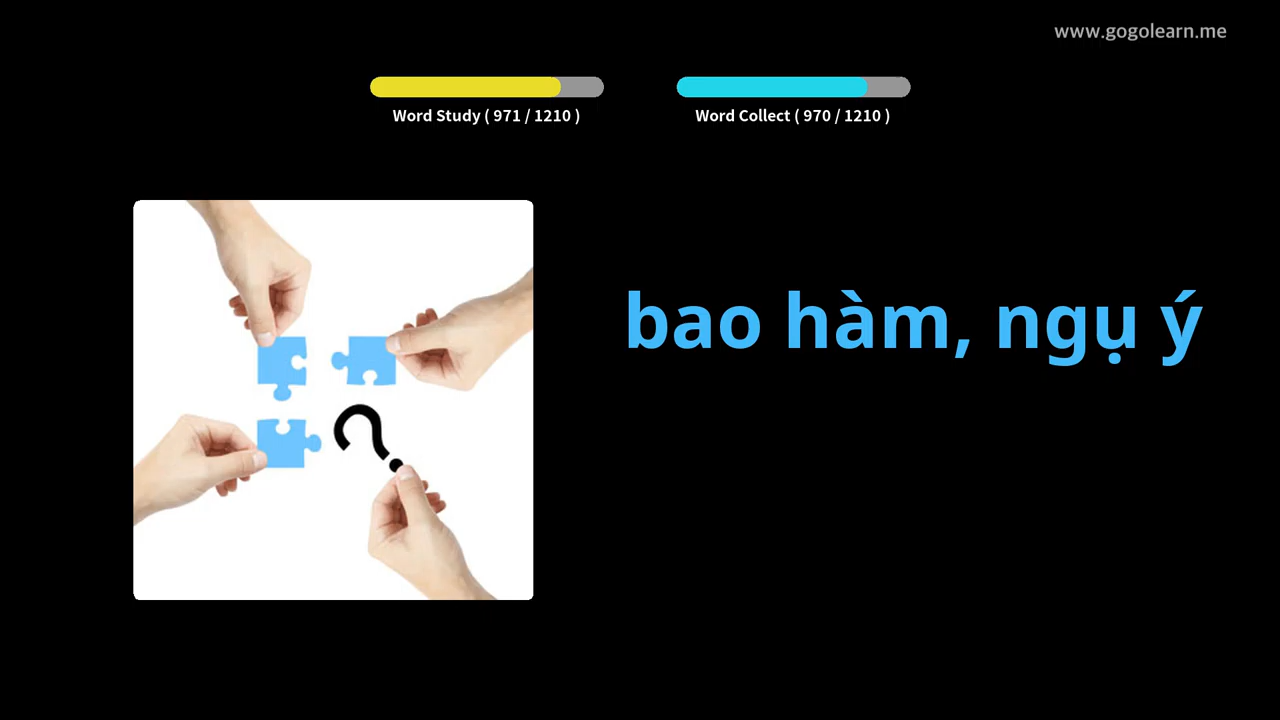 www.gogolearn.me
Word Study ( 971 / 1210 )
Word Collect ( 970 / 1210 )
bao hàm, ngụ ý
?